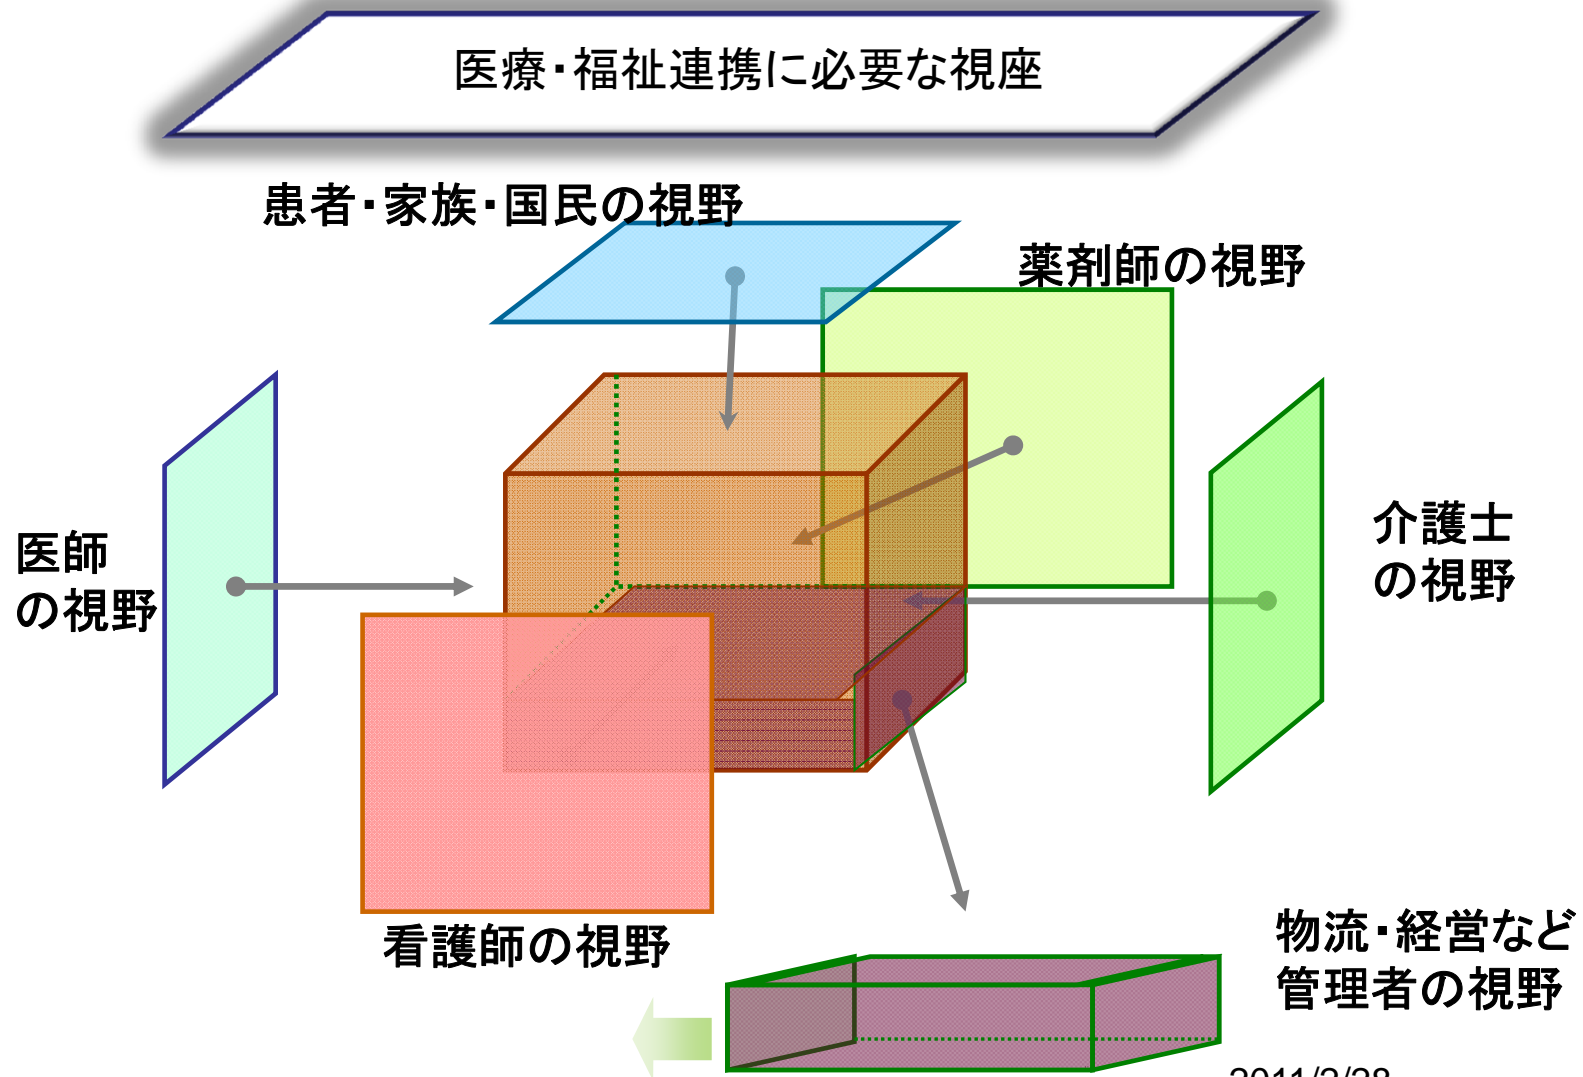 医療・福祉連携に必要な視座
患者・家族・国民の視野
薬剤師の視野
医師
の視野
介護士
の視野
看護師の視野
物流・経営など
管理者の視野